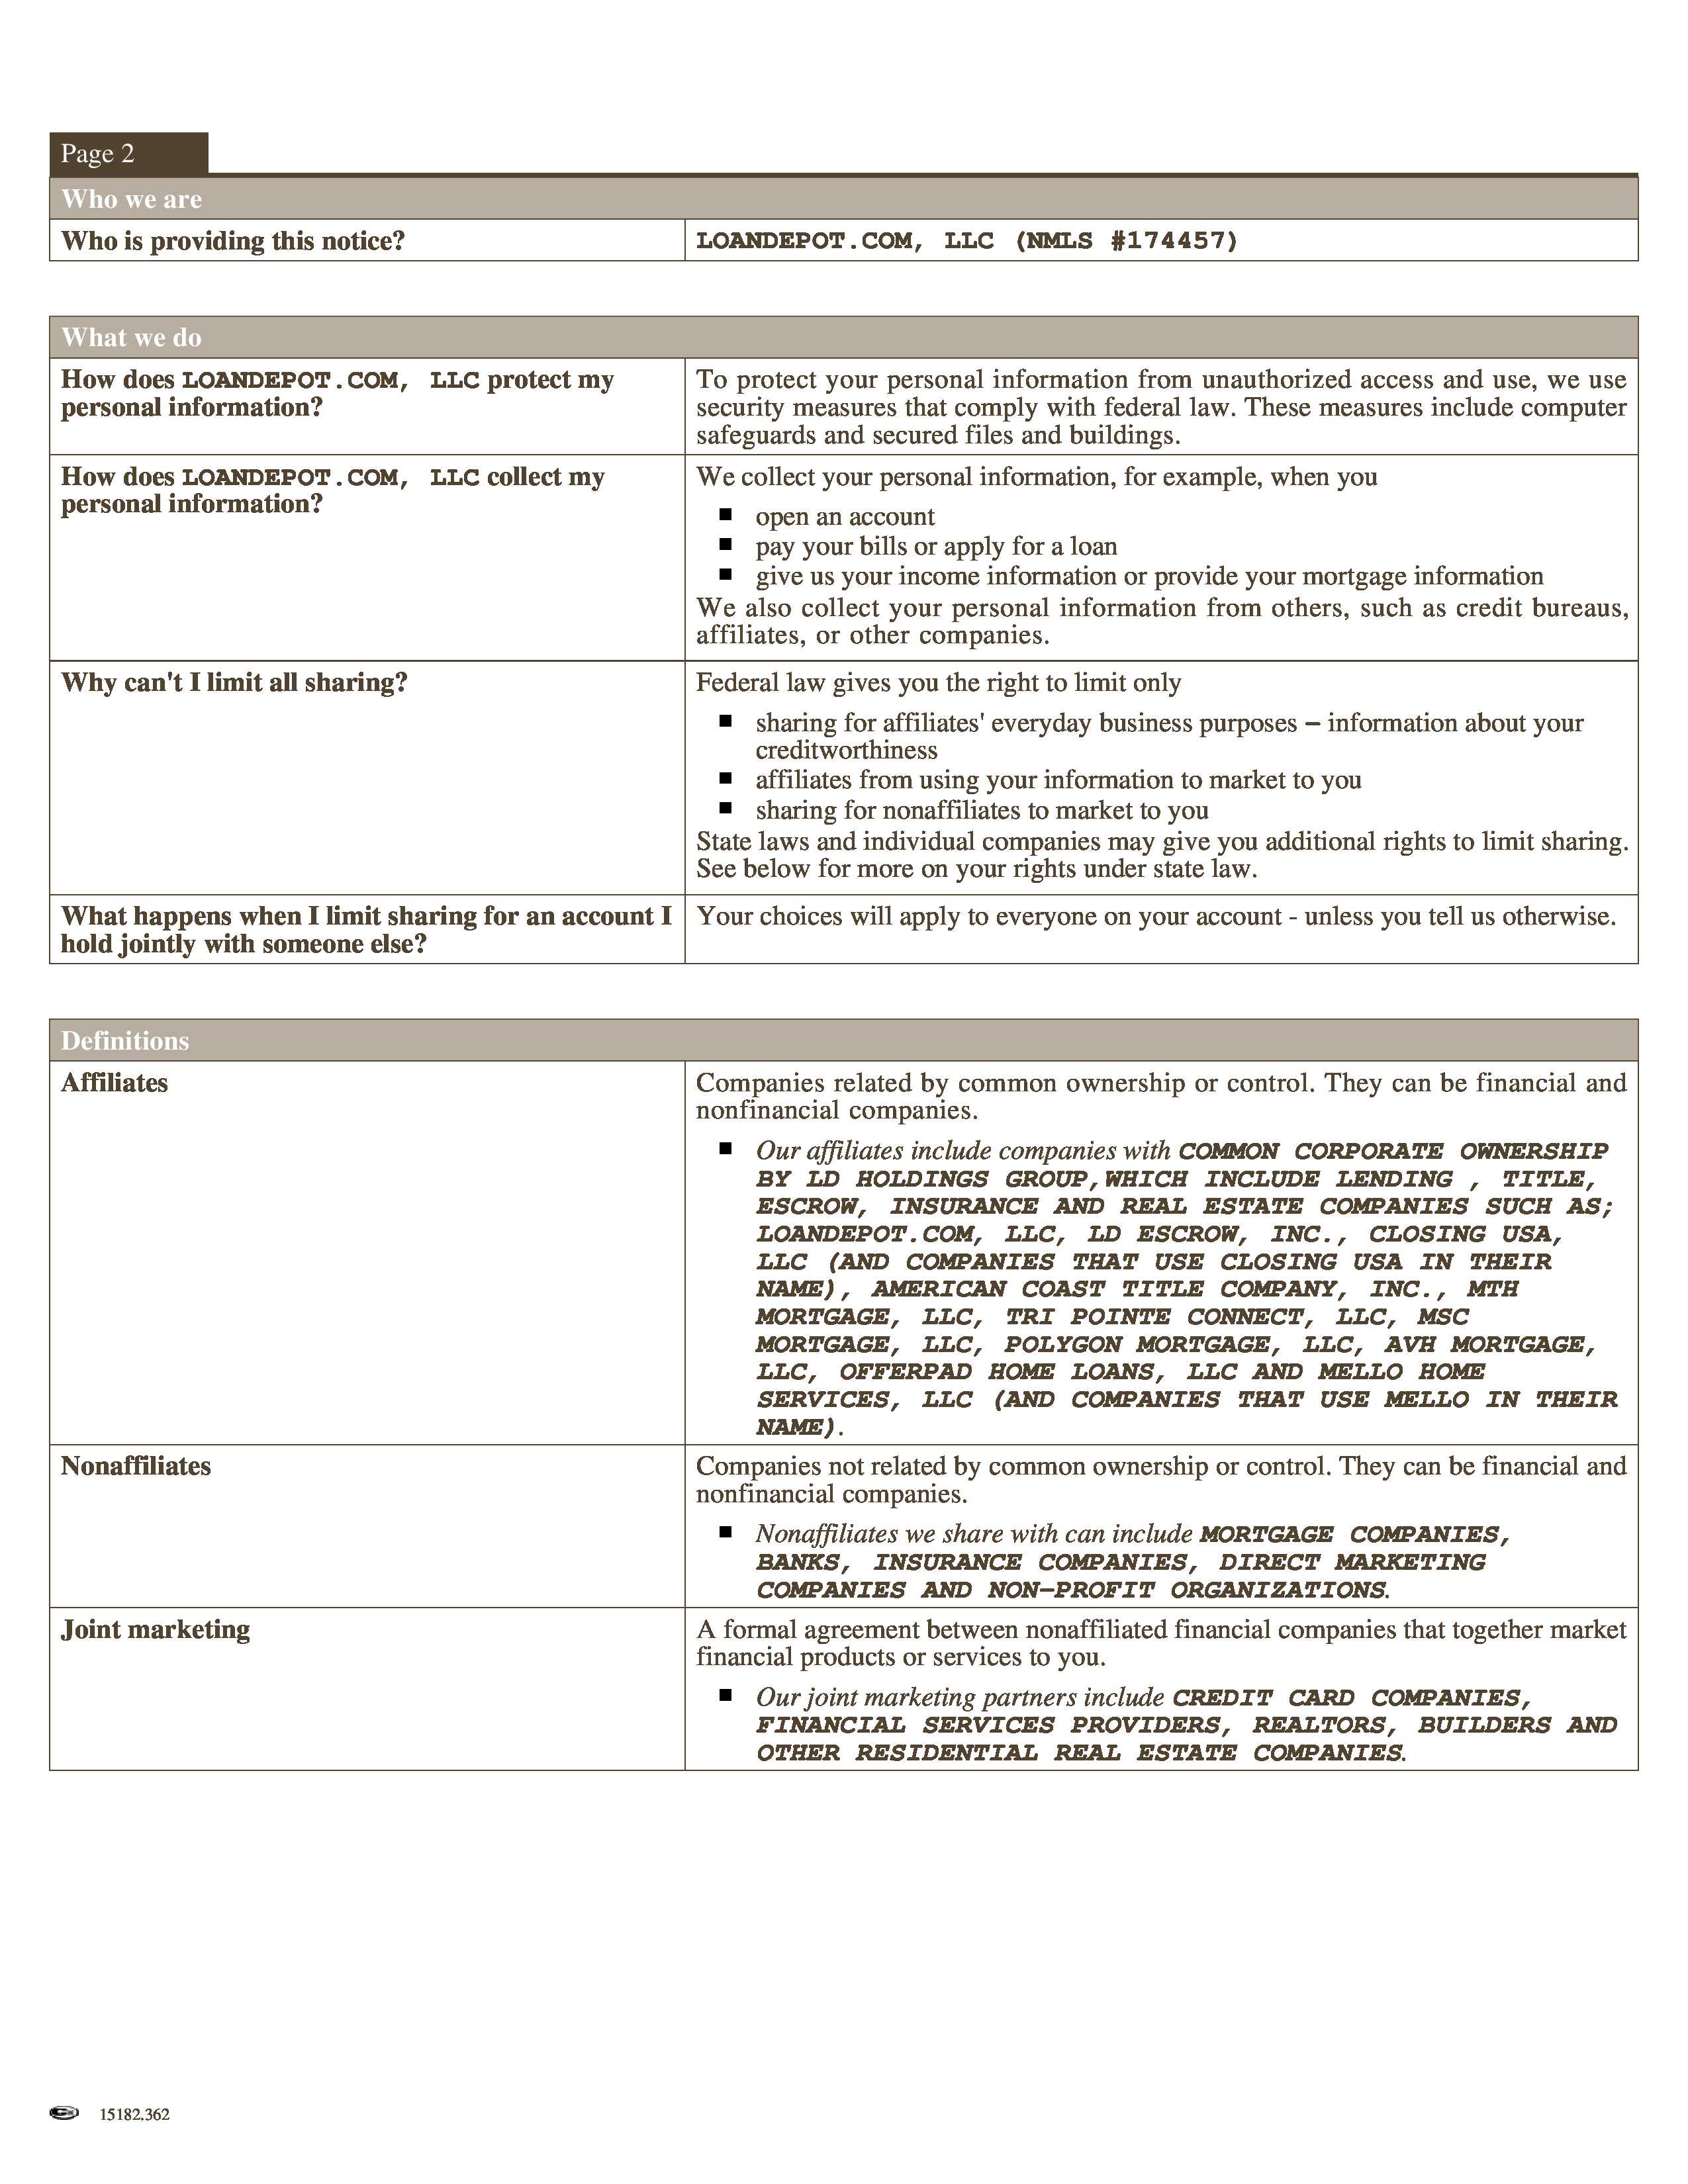 Page 2
Who we are
Who is providing this notice?
LOANDEPOT.COM, LLC (NMLS #174457)
What we do
How does LOANDEPOT.COM, LLC protect my
personal information?
To protect your personal information from unauthorized access and use, we use
security measures that comply with federal law. These measures include computer
safeguards and secured files and buildings.
How does LOANDEPOT.COM, LLC collect my
personal information?
We collect your personal information, for example, when you
■ open an account
■ pay your bills or apply for a loan
■ give us your income information or provide your mortgage information
We also collect your personal information from others, such as credit bureaus,
affiliates, or other companies.
Why can't I limit all sharing?
Federal law gives you the right to limit only
■ sharing for affiliates' everyday business purposes – information about your
creditworthiness
■ affiliates from using your information to market to you
■ sharing for nonaffiliates to market to you
State laws and individual companies may give you additional rights to limit sharing.
See below for more on your rights under state law.
What happens when I limit sharing for an account I
hold jointly with someone else?
Your choices will apply to everyone on your account - unless you tell us otherwise.
Definitions
Affiliates
Companies related by common ownership or control. They can be financial and
nonfinancial companies.
■ Our affiliates include companies with COMMON CORPORATE OWNERSHIP
BY LD HOLDINGS GROUP,WHICH INCLUDE LENDING , TITLE,
ESCROW, INSURANCE AND REAL ESTATE COMPANIES SUCH AS;
LOANDEPOT.COM, LLC, LD ESCROW, INC., CLOSING USA,
LLC (AND COMPANIES THAT USE CLOSING USA IN THEIR
NAME), AMERICAN COAST TITLE COMPANY, INC., MTH
MORTGAGE, LLC, TRI POINTE CONNECT, LLC, MSC
MORTGAGE, LLC, POLYGON MORTGAGE, LLC, AVH MORTGAGE,
LLC, OFFERPAD HOME LOANS, LLC AND MELLO HOME
SERVICES, LLC (AND COMPANIES THAT USE MELLO IN THEIR
NAME).
Nonaffiliates
Companies not related by common ownership or control. They can be financial and
nonfinancial companies.
■ Nonaffiliates we share with can include MORTGAGE COMPANIES,
BANKS, INSURANCE COMPANIES, DIRECT MARKETING
COMPANIES AND NON-PROFIT ORGANIZATIONS.
Joint marketing
A formal agreement between nonaffiliated financial companies that together market
financial products or services to you.
■ Our joint marketing partners include CREDIT CARD COMPANIES,
FINANCIAL SERVICES PROVIDERS, REALTORS, BUILDERS AND
OTHER RESIDENTIAL REAL ESTATE COMPANIES.
15182.362